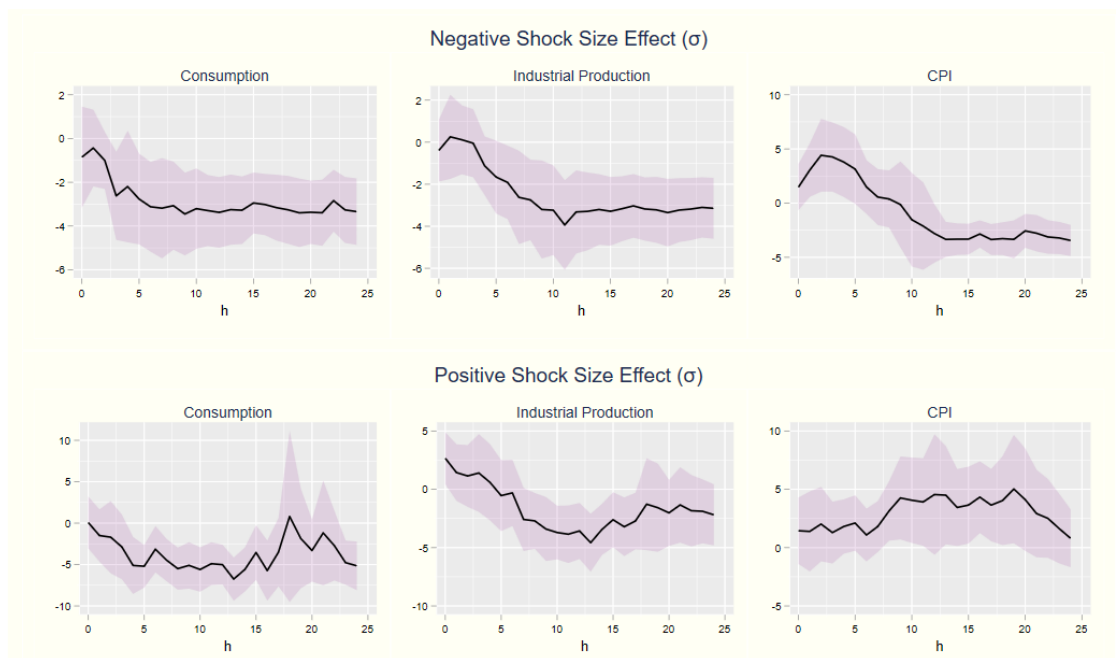 Negative Shock Size Effect (σ)
Consumption
Industrial Production
CPI
2
0
-2
-4
-6
0 5 10 15 20 25
h
2
0
-2
-4
-6
0 5 10 15 20 25
h
10
5
0
-5
0 5 10 15 20 25
h
Positive Shock Size Effect (σ)
Consumption
Industrial Production
CPI
10
5
0
-5
-10
0 5 10 15 20 25
h
5
0
-5
-10
0 5 10 15 20 25
h
10
5
0
-5
0 5 10 15 20 25
h